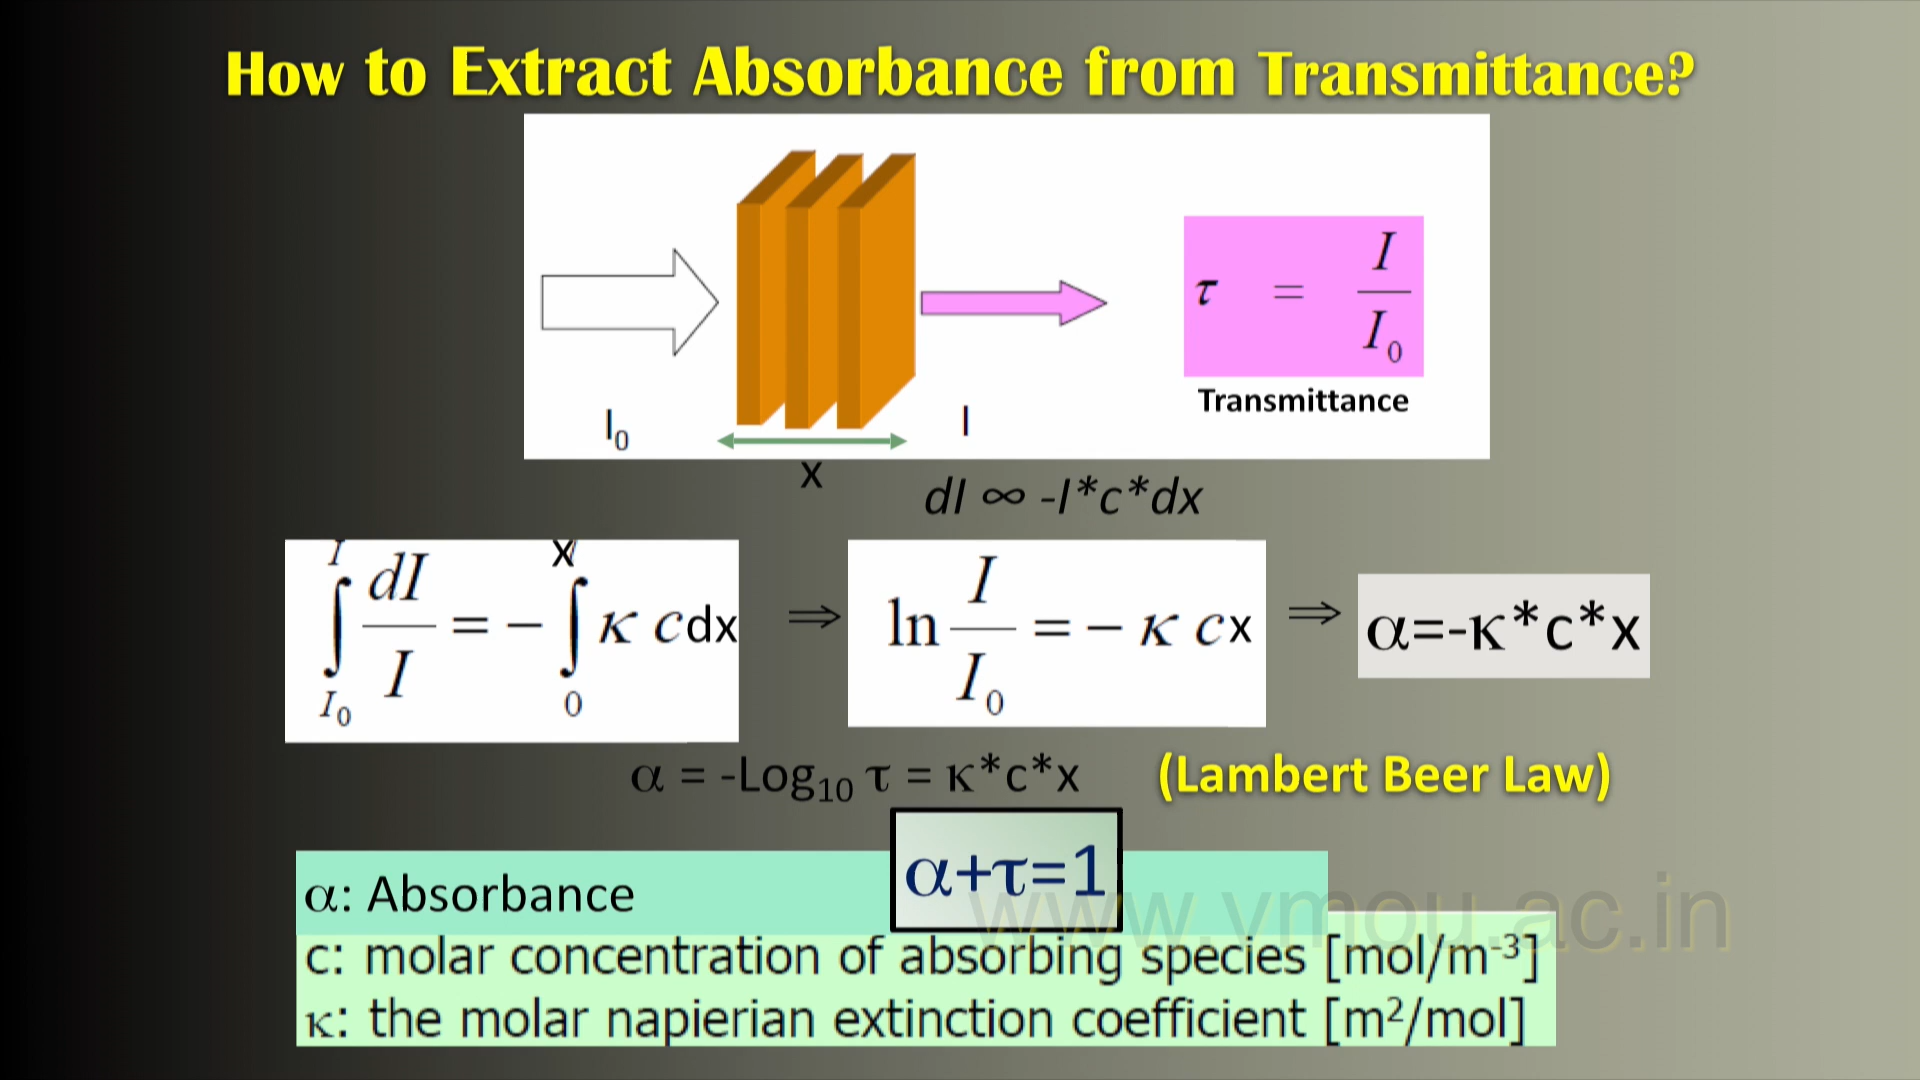 How to Extract Absorbance from Transmittance?
τ = I / I₀
Transmittance
I₀
I
x
dI ∞ -I*c*dx
∫_{I₀}^{I} dI/I = − ∫_{0}^{x} κ c dx ⇒ ln I/I₀ = − κ c x ⇒ α=-κ*c*x
α = -Log₁₀ τ = κ*c*x (Lambert Beer Law)
α+τ=1
α: Absorbance
www.vmou.ac.in
c: molar concentration of absorbing species [mol/m⁻³]
κ: the molar napierian extinction coefficient [m²/mol]